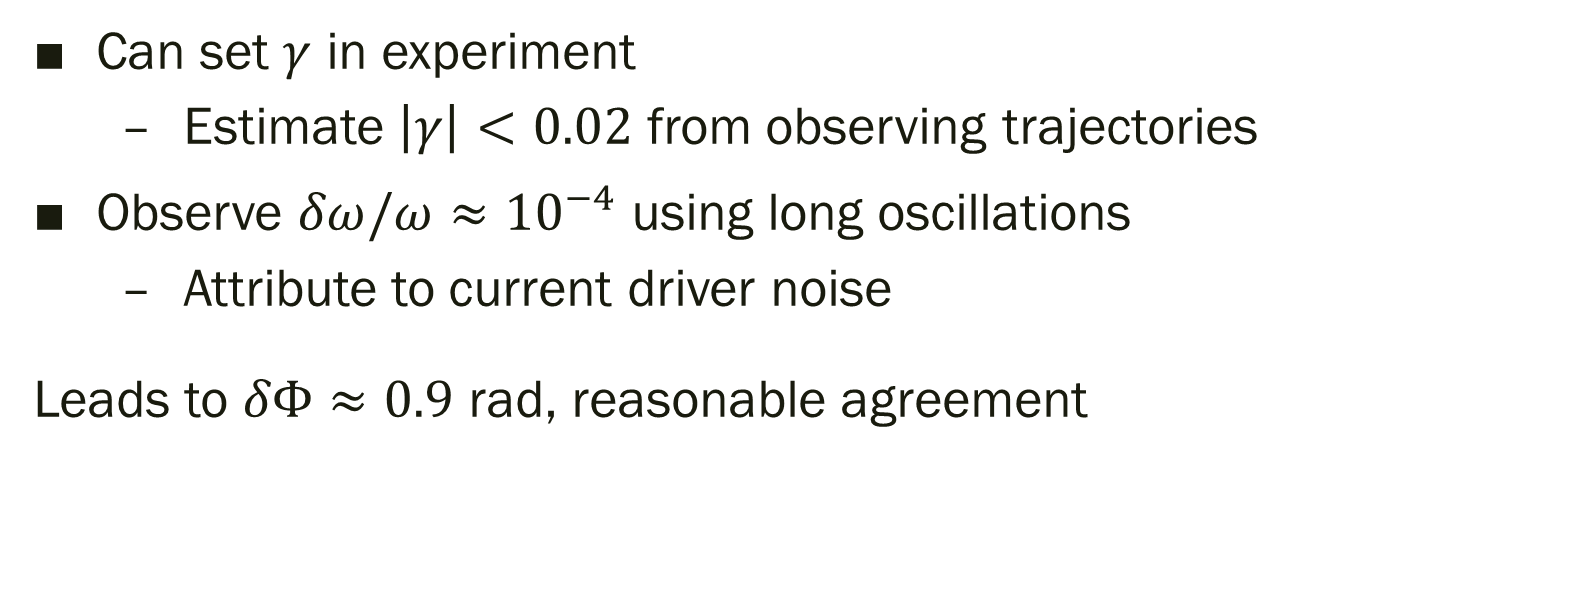 ■ Can set 𝛾 in experiment
– Estimate |𝛾| < 0.02 from observing trajectories
■ Observe 𝛿𝜔/𝜔 ≈ 10⁻⁴ using long oscillations
– Attribute to current driver noise
Leads to 𝛿Φ ≈ 0.9 rad, reasonable agreement